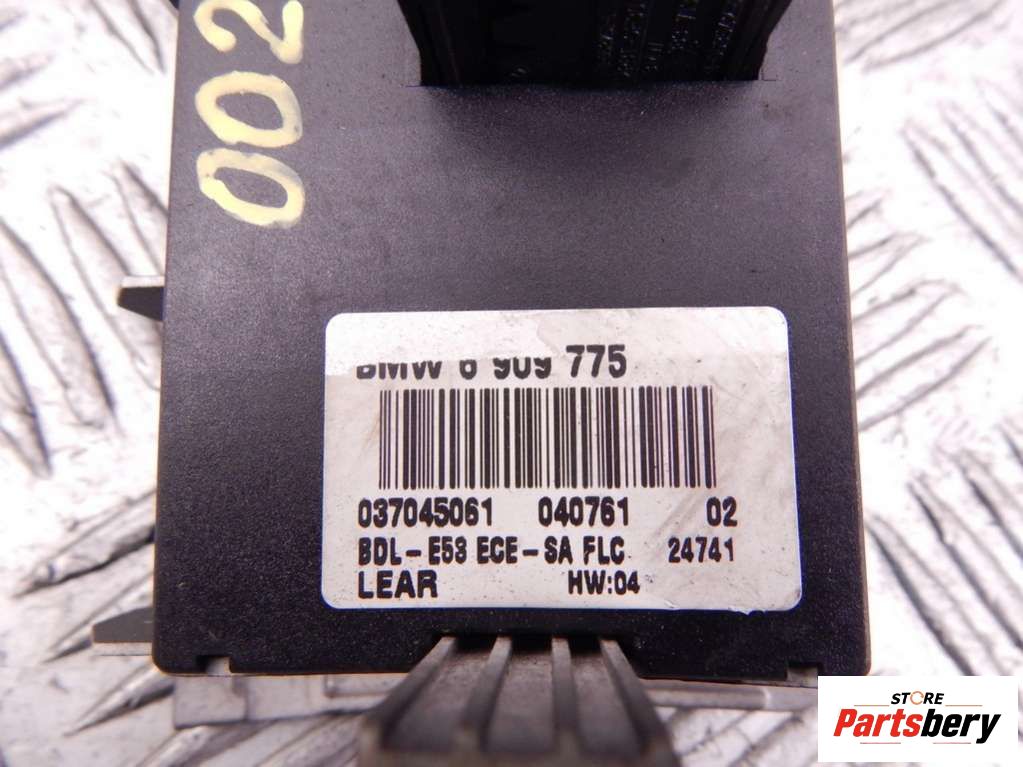 002
BMW 6 909 775
037045061 040761 02
BDL-E53 ECE-SA FLC 24741
LEAR HW:04
STORE
Partsbery